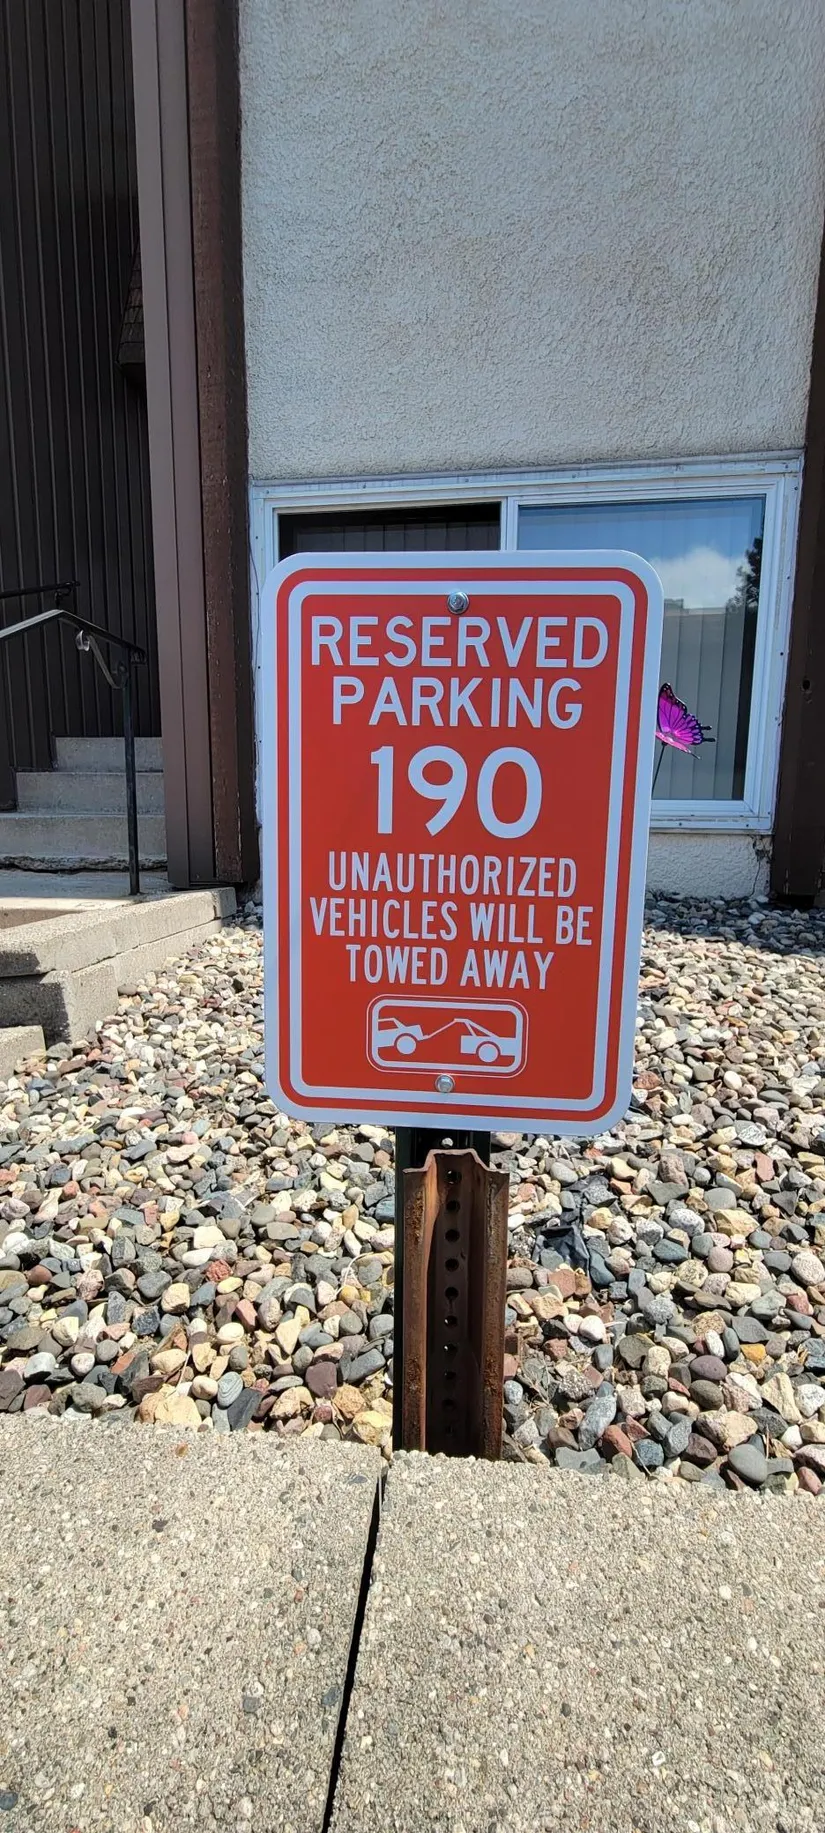 RESERVED
PARKING
190
UNAUTHORIZED
VEHICLES WILL BE
TOWED AWAY